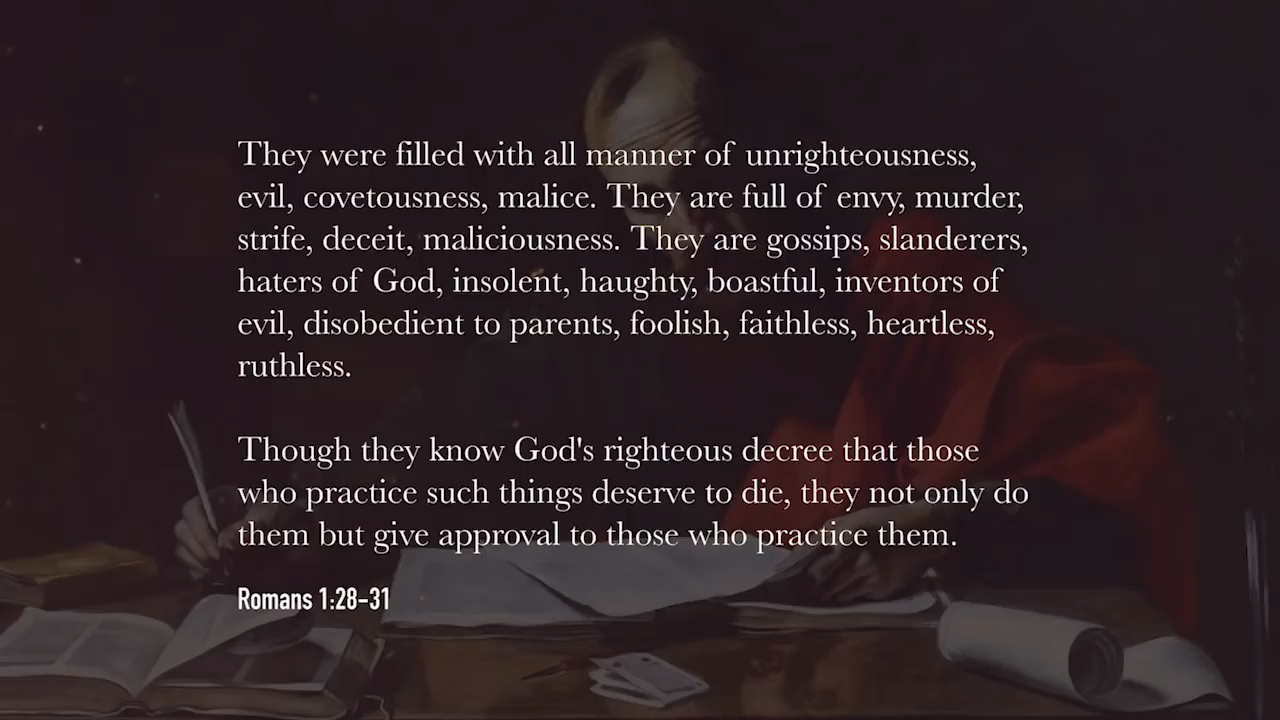 They were filled with all manner of unrighteousness,
evil, covetousness, malice. They are full of envy, murder,
strife, deceit, maliciousness. They are gossips, slanderers,
haters of God, insolent, haughty, boastful, inventors of
evil, disobedient to parents, foolish, faithless, heartless,
ruthless.
Though they know God's righteous decree that those
who practice such things deserve to die, they not only do
them but give approval to those who practice them.
Romans 1:28–31